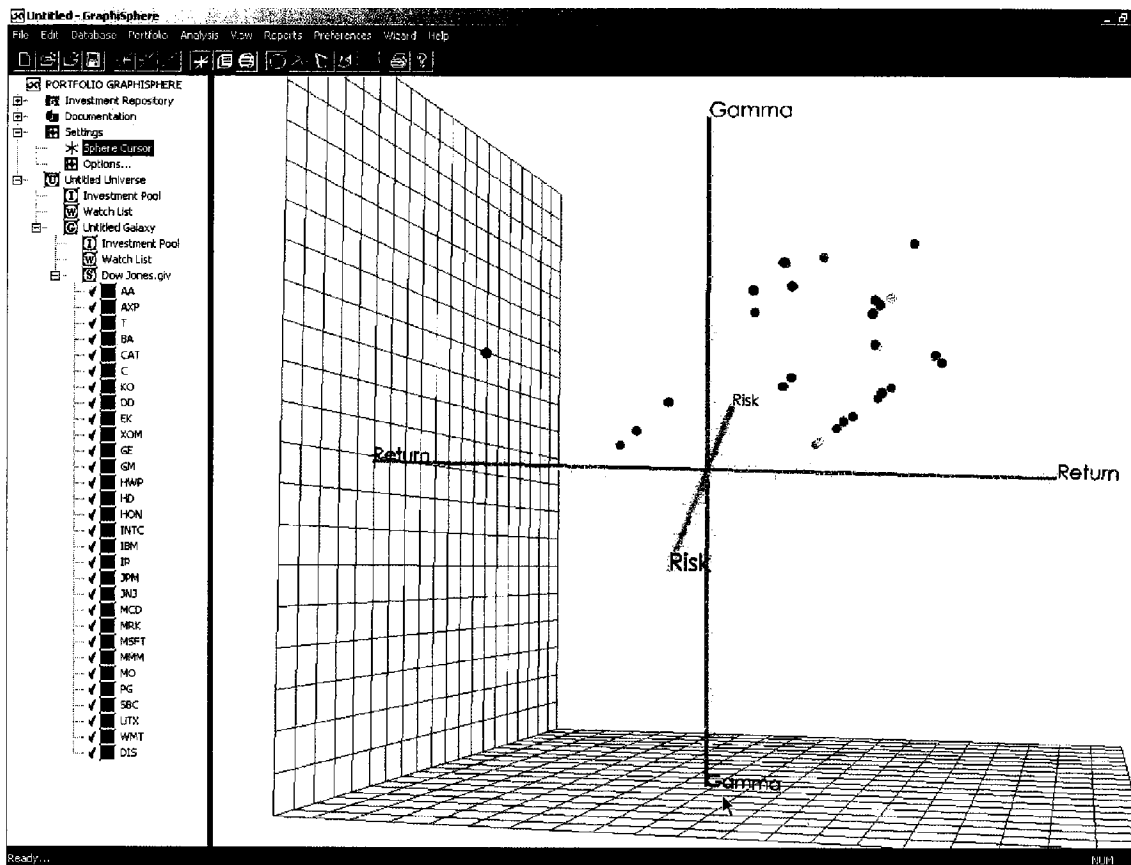 Untitled - GraphiSphere
File Edit Database Portfolio Analysis View Reports Preferences Wizard Help
PORTFOLIO GRAPHISPHERE
Investment Repository
Documentation
Settings
Sphere Cursor
Options...
U Untitled Universe
I Investment Pool
W Watch List
G Untitled Galaxy
I Investment Pool
W Watch List
S Dow Jones.giv
AA
AXP
T
BA
CAT
C
KO
DD
EK
XOM
GE
GM
HWP
HD
HON
INTC
IBM
IP
JPM
JNJ
MCD
MRK
MSFT
MMM
MO
PG
SBC
UTX
WMT
DIS
Gamma
Risk
Return
Return
Risk
Gamma
Ready...
NUM